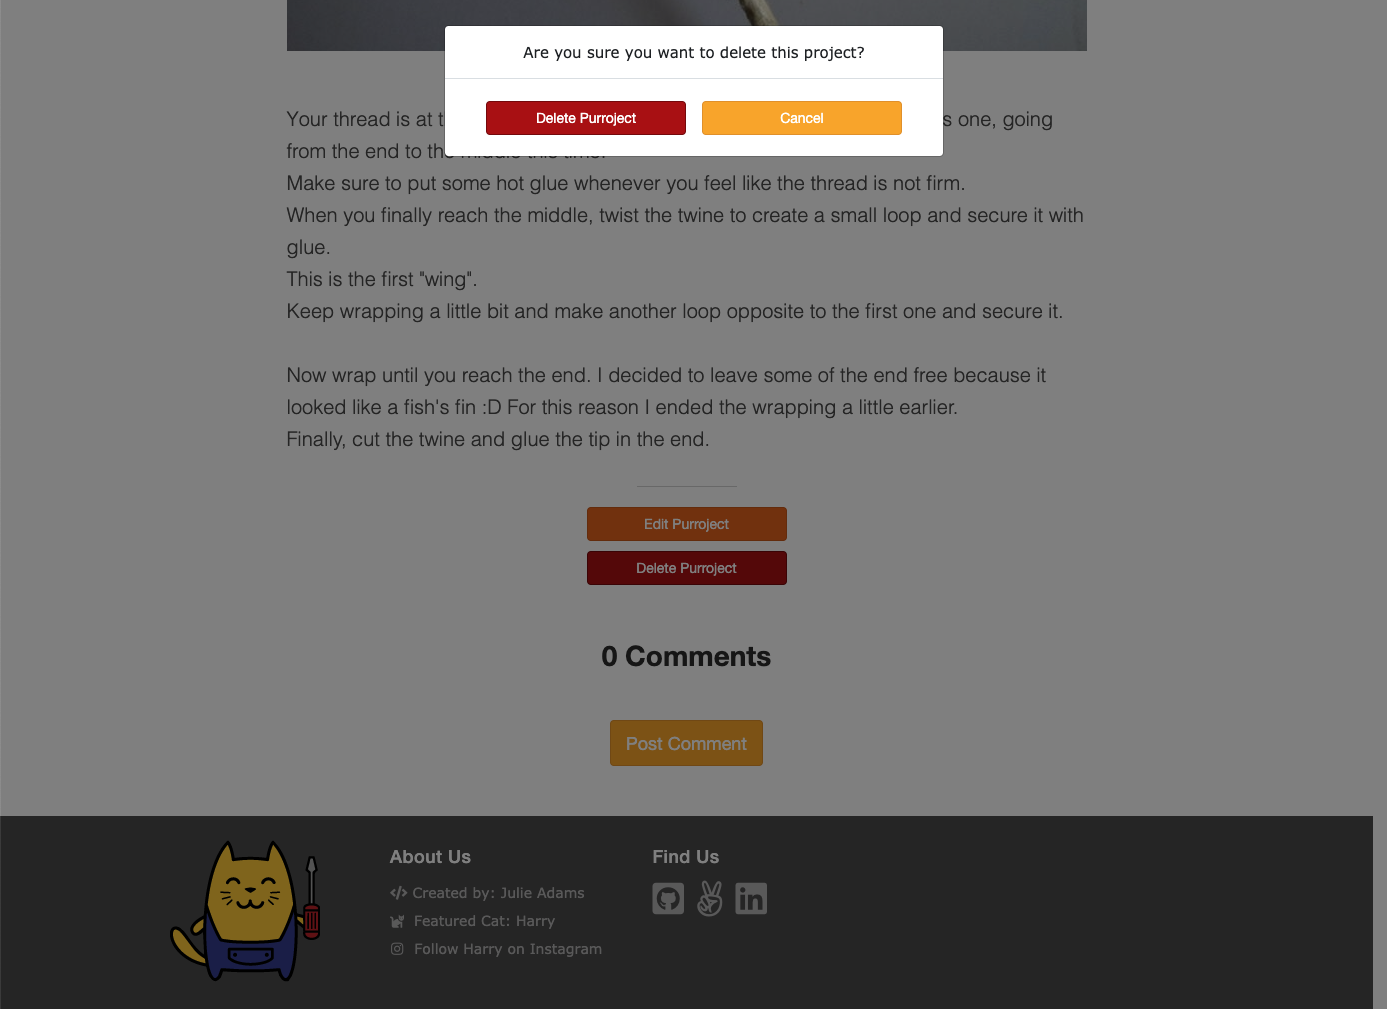 Are you sure you want to delete this project?
Delete Purroject
Cancel
Your thread is at s one, going
from the end to the middle this time.
Make sure to put some hot glue whenever you feel like the thread is not firm.
When you finally reach the middle, twist the twine to create a small loop and secure it with
glue.
This is the first "wing".
Keep wrapping a little bit and make another loop opposite to the first one and secure it.
Now wrap until you reach the end. I decided to leave some of the end free because it
looked like a fish's fin :D For this reason I ended the wrapping a little earlier.
Finally, cut the twine and glue the tip in the end.
Edit Purroject
Delete Purroject
0 Comments
Post Comment
About Us
Created by: Julie Adams
Featured Cat: Harry
Follow Harry on Instagram
Find Us
in